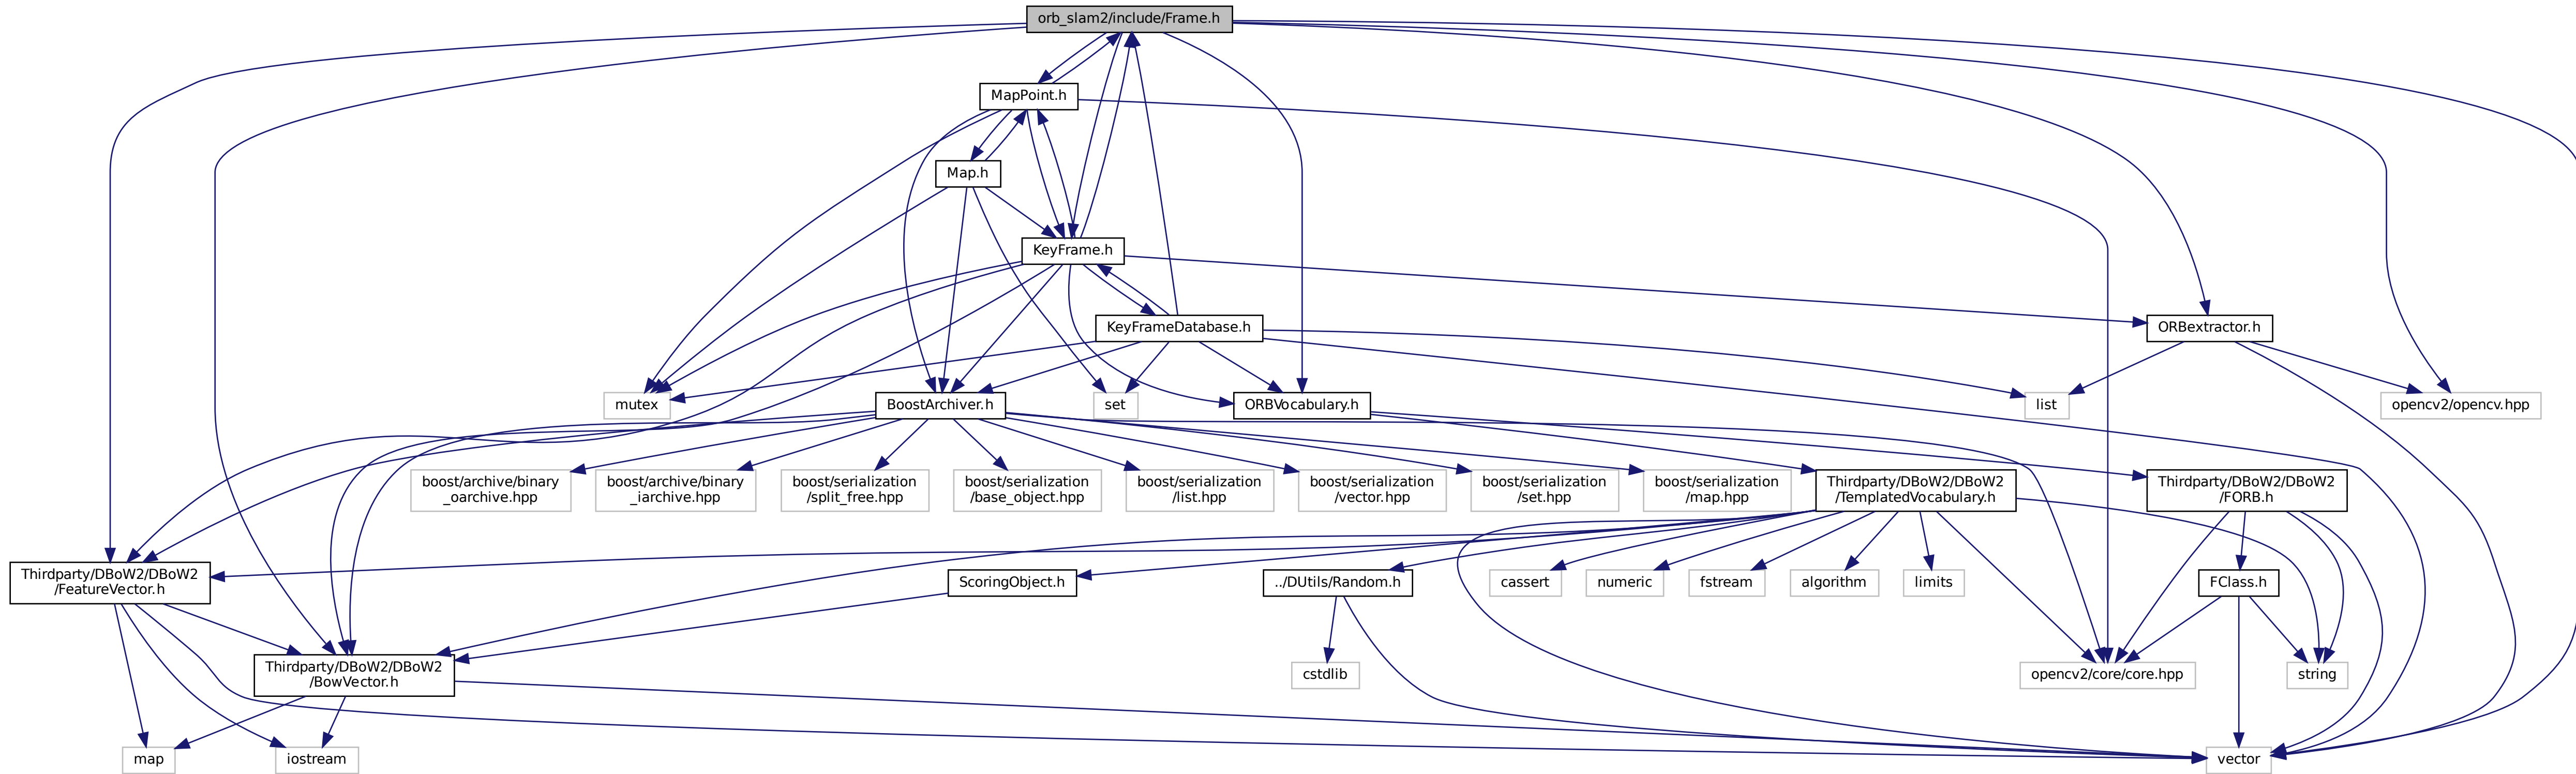 orb_slam2/include/Frame.h
MapPoint.h
Map.h
KeyFrame.h
KeyFrameDatabase.h
ORBextractor.h
mutex
BoostArchiver.h
set
ORBVocabulary.h
list
opencv2/opencv.hpp
boost/archive/binary
_oarchive.hpp
boost/archive/binary
_iarchive.hpp
boost/serialization
/split_free.hpp
boost/serialization
/base_object.hpp
boost/serialization
/list.hpp
boost/serialization
/vector.hpp
boost/serialization
/set.hpp
boost/serialization
/map.hpp
Thirdparty/DBoW2/DBoW2
/TemplatedVocabulary.h
Thirdparty/DBoW2/DBoW2
/FORB.h
Thirdparty/DBoW2/DBoW2
/FeatureVector.h
ScoringObject.h
../DUtils/Random.h
cassert
numeric
fstream
algorithm
limits
FClass.h
Thirdparty/DBoW2/DBoW2
/BowVector.h
cstdlib
opencv2/core/core.hpp
string
map
iostream
vector